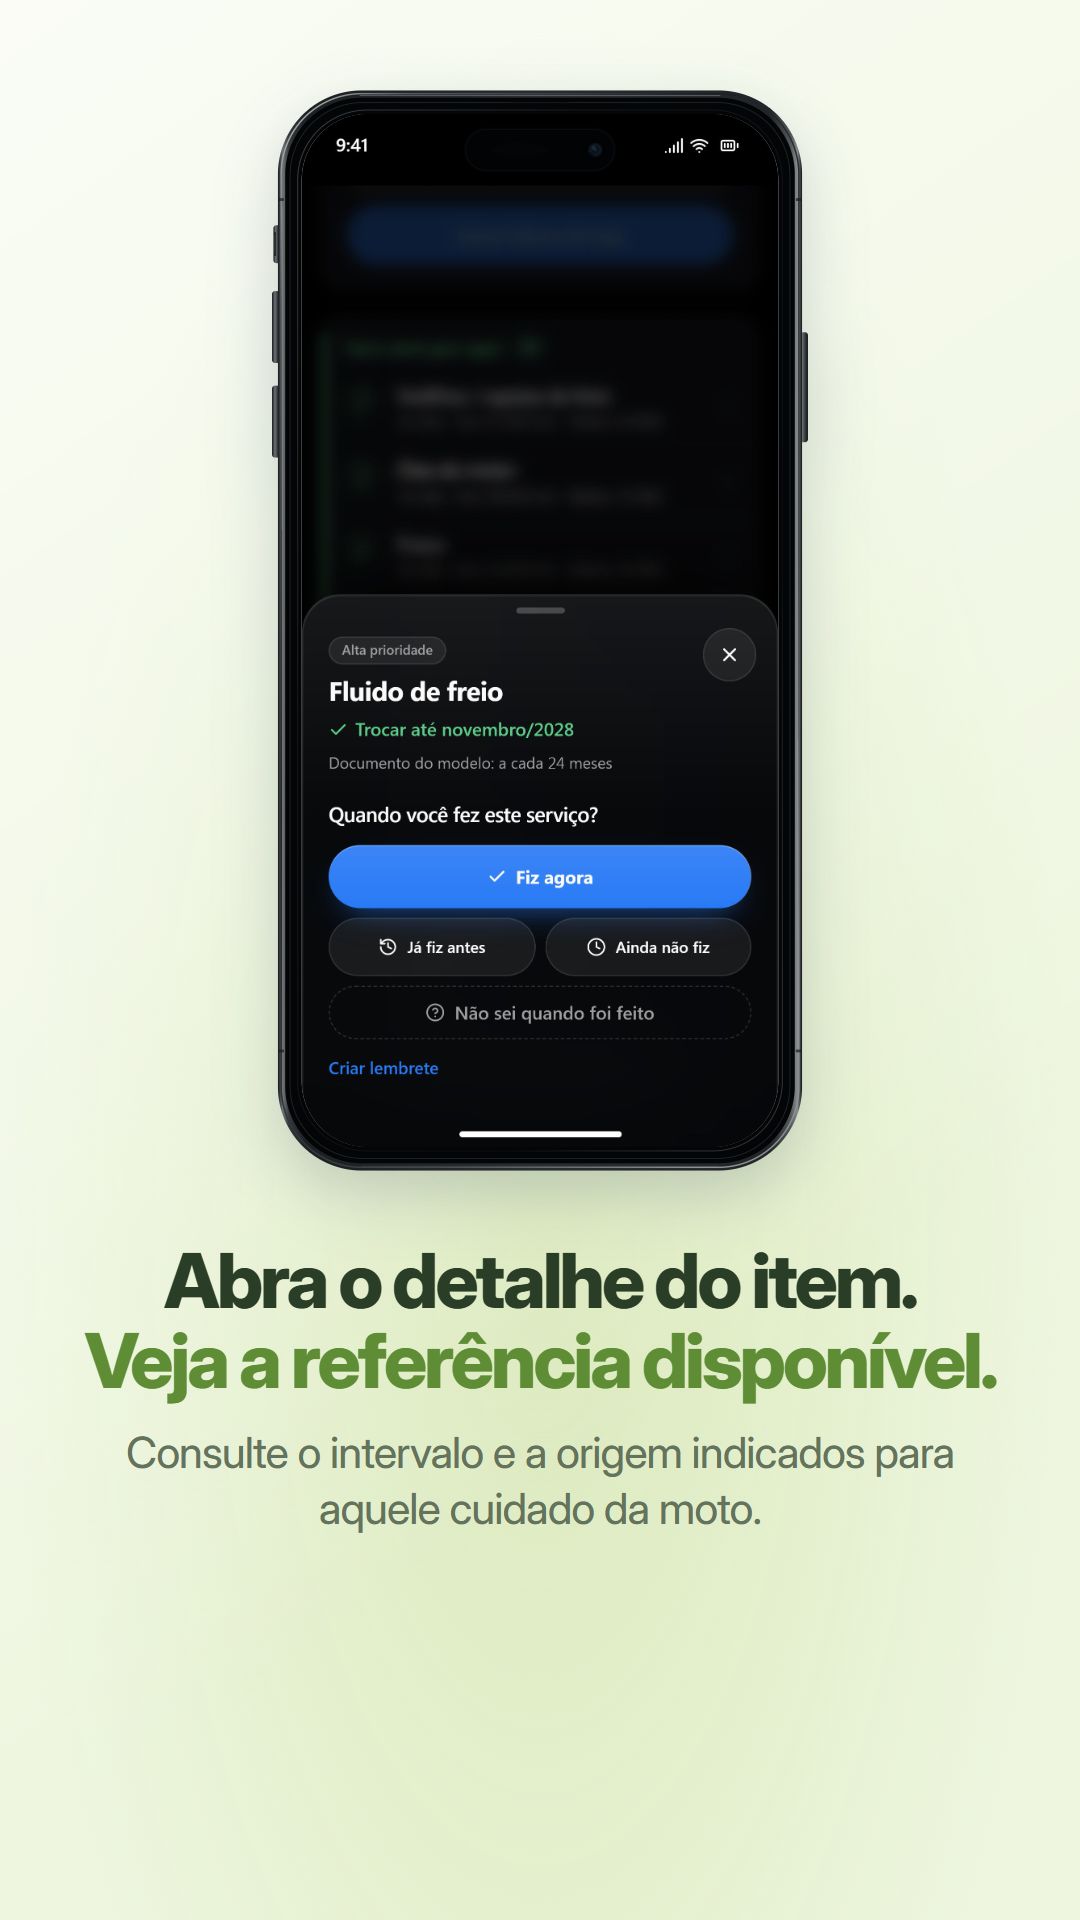 9:41
Alta prioridade
Fluido de freio
Trocar até novembro/2028
Documento do modelo: a cada 24 meses
Quando você fez este serviço?
Fiz agora
Já fiz antes
Ainda não fiz
Não sei quando foi feito
Criar lembrete
Abra o detalhe do item.
Veja a referência disponível.
Consulte o intervalo e a origem indicados para
aquele cuidado da moto.